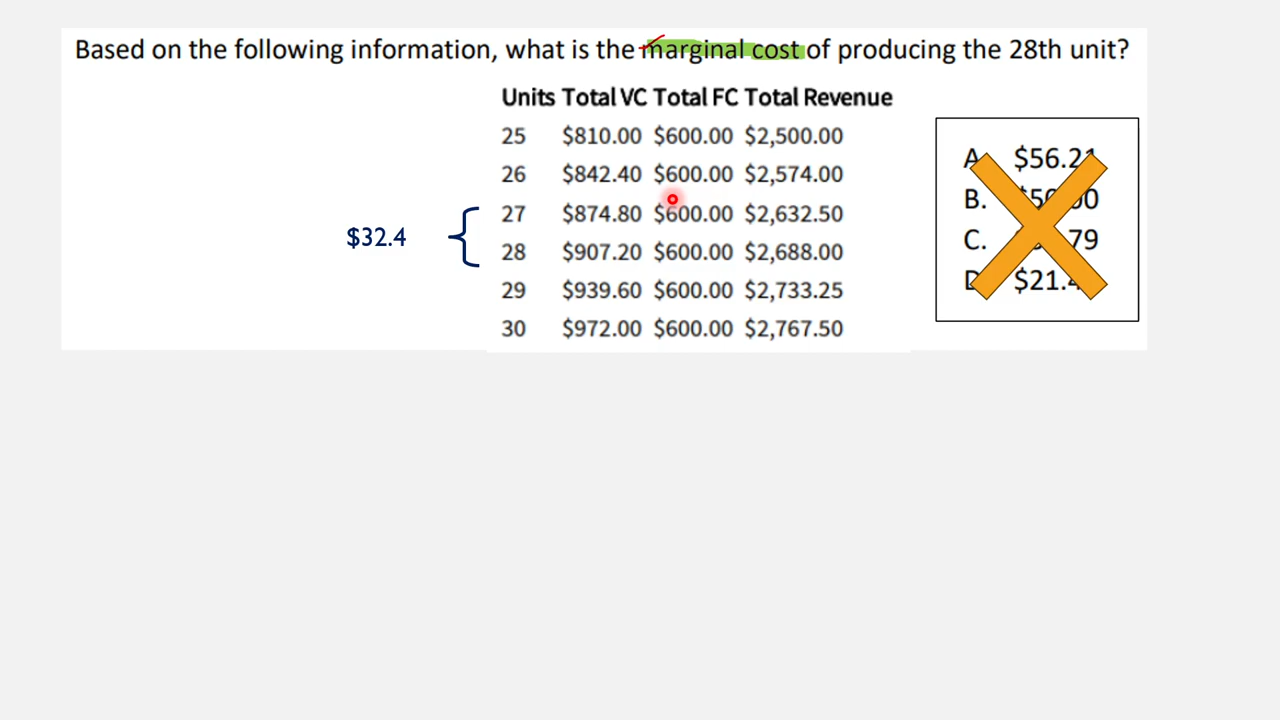 Based on the following information, what is the marginal cost of producing the 28th unit?
Units Total VC Total FC Total Revenue
25 $810.00 $600.00 $2,500.00
26 $842.40 $600.00 $2,574.00
27 $874.80 $600.00 $2,632.50
28 $907.20 $600.00 $2,688.00
29 $939.60 $600.00 $2,733.25
30 $972.00 $600.00 $2,767.50
$32.4
A. $56.21
B.
C.
$21.4